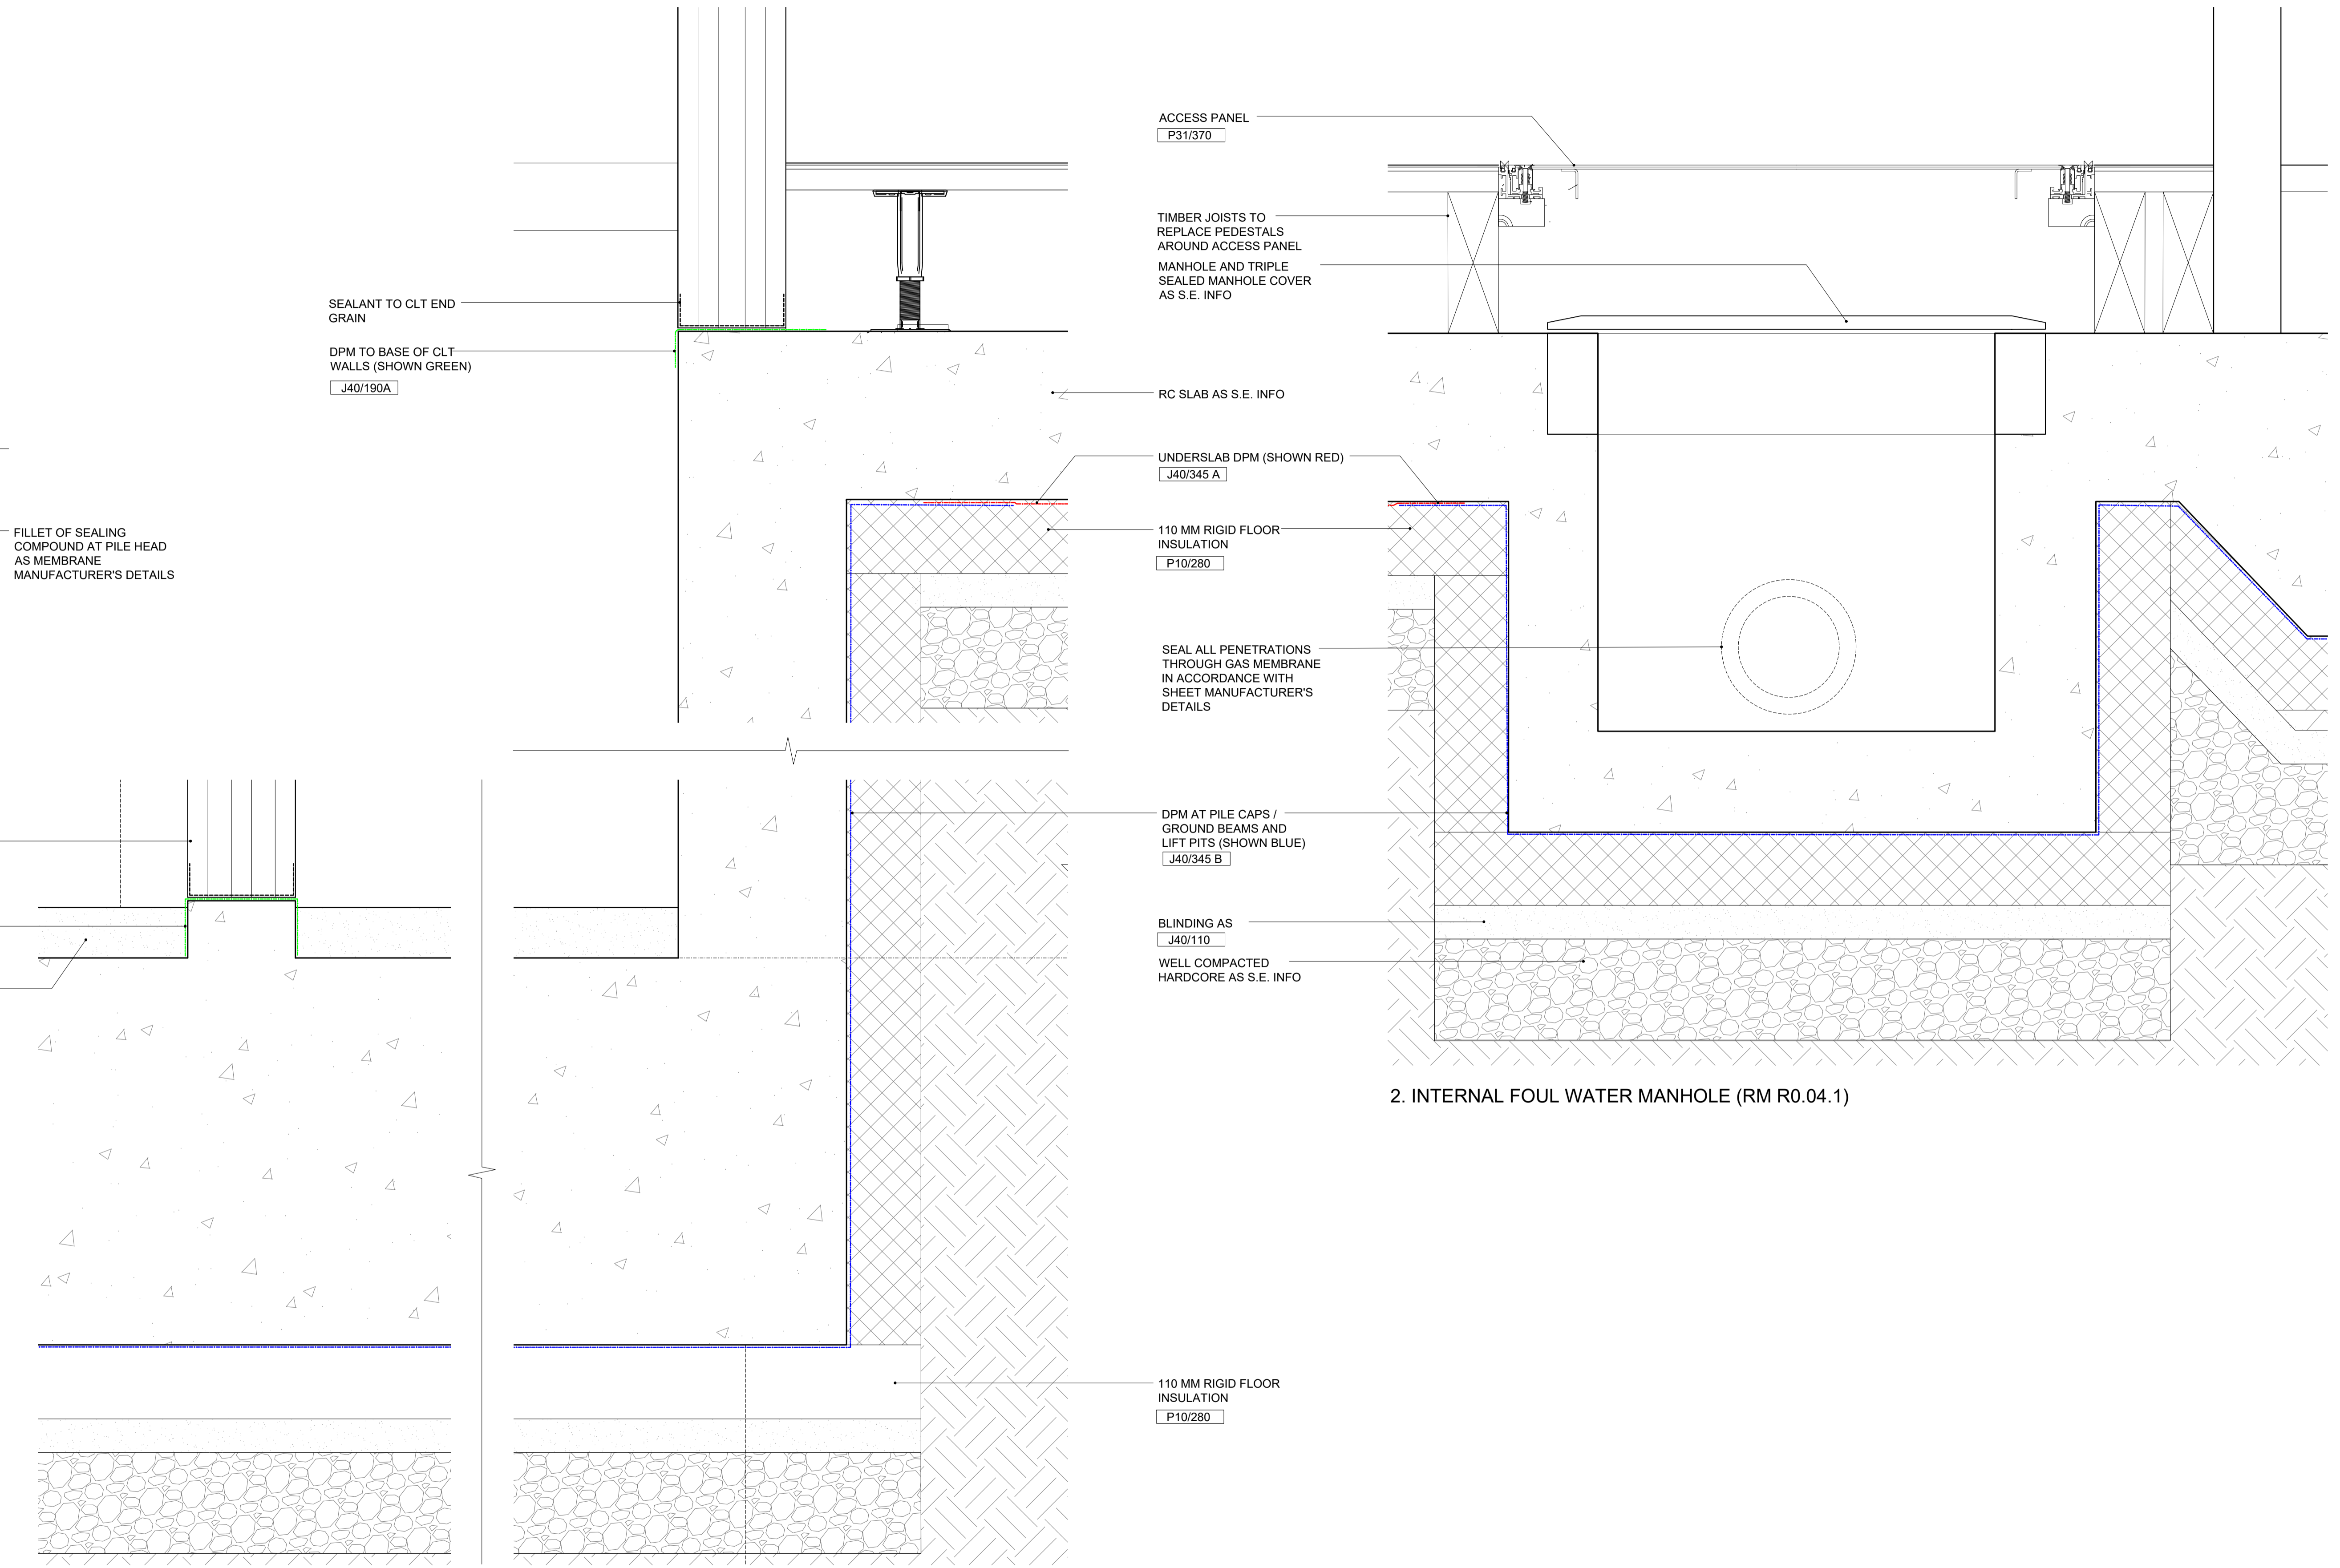 FILLET OF SEALING
COMPOUND AT PILE HEAD
AS MEMBRANE
MANUFACTURER'S DETAILS
SEALANT TO CLT END
GRAIN
DPM TO BASE OF CLT
WALLS (SHOWN GREEN)
J40/190A
ACCESS PANEL
P31/370
TIMBER JOISTS TO
REPLACE PEDESTALS
AROUND ACCESS PANEL
MANHOLE AND TRIPLE
SEALED MANHOLE COVER
AS S.E. INFO
RC SLAB AS S.E. INFO
UNDERSLAB DPM (SHOWN RED)
J40/345 A
110 MM RIGID FLOOR
INSULATION
P10/280
SEAL ALL PENETRATIONS
THROUGH GAS MEMBRANE
IN ACCORDANCE WITH
SHEET MANUFACTURER'S
DETAILS
DPM AT PILE CAPS /
GROUND BEAMS AND
LIFT PITS (SHOWN BLUE)
J40/345 B
BLINDING AS
J40/110
WELL COMPACTED
HARDCORE AS S.E. INFO
110 MM RIGID FLOOR
INSULATION
P10/280
2. INTERNAL FOUL WATER MANHOLE (RM R0.04.1)